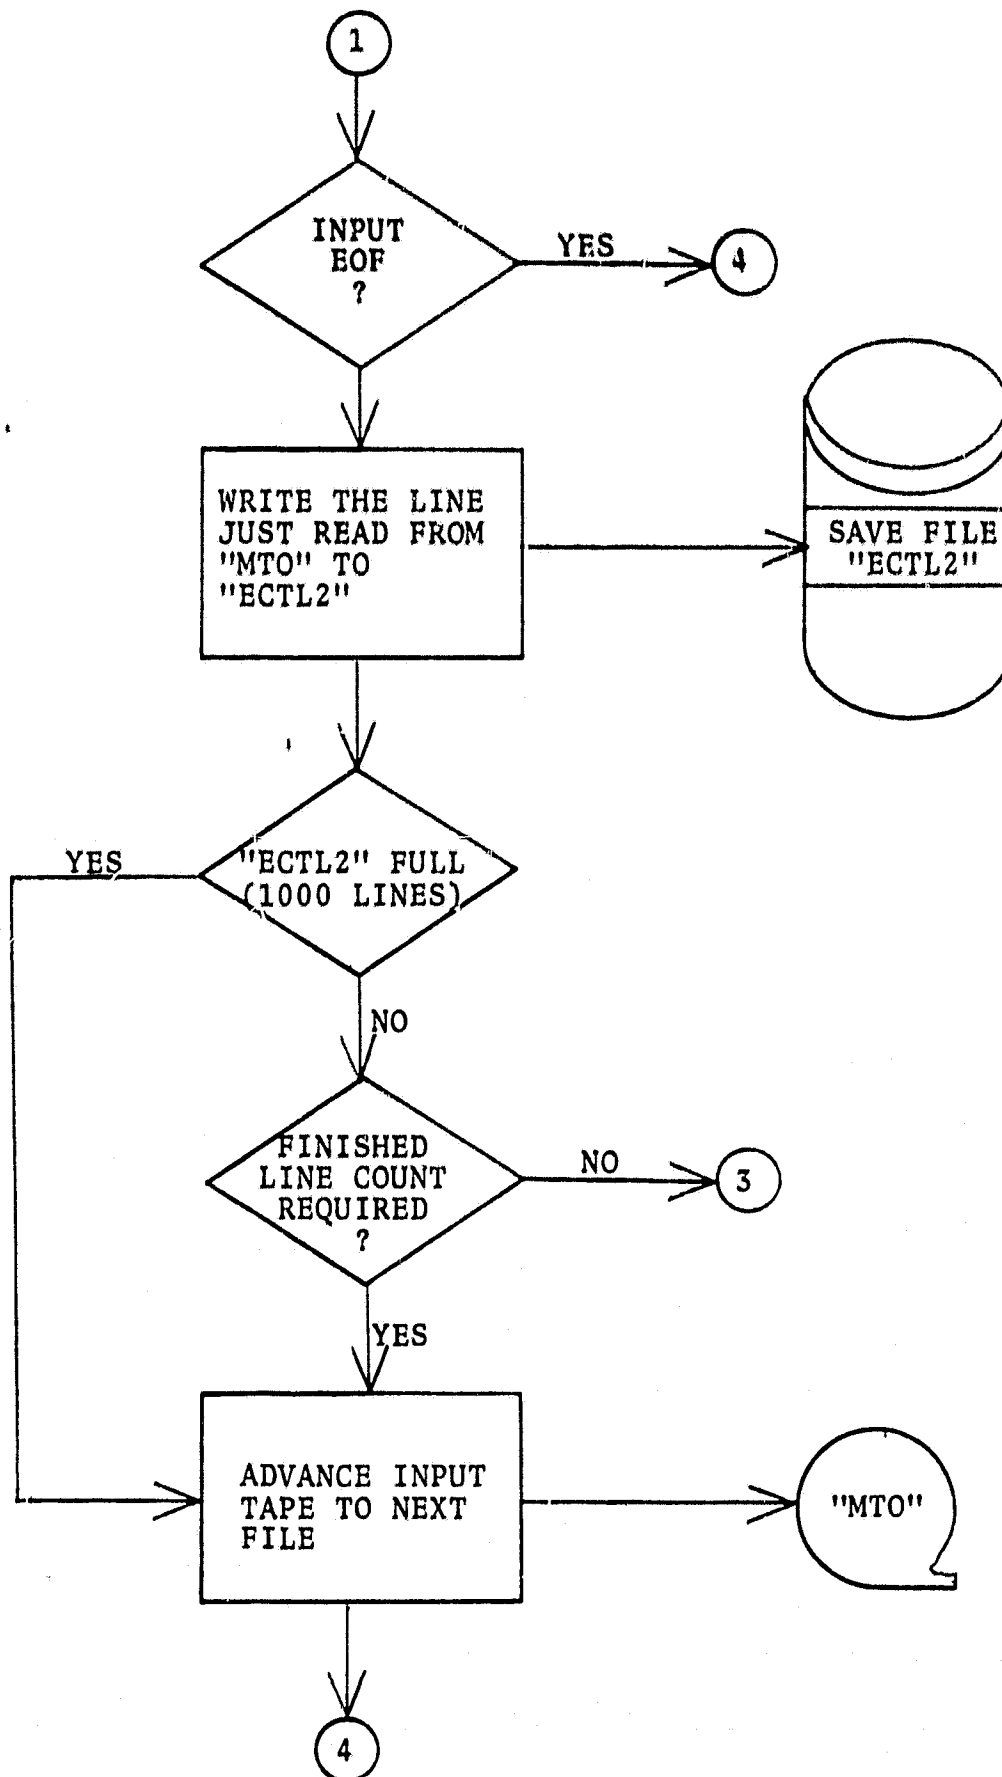 1
INPUT
EOF
?
YES
4
WRITE THE LINE
JUST READ FROM
"MTO" TO
"ECTL2"
SAVE FILE
"ECTL2"
"ECTL2" FULL
(1000 LINES)
YES
NO
FINISHED
LINE COUNT
REQUIRED
?
NO
3
YES
ADVANCE INPUT
TAPE TO NEXT
FILE
"MTO"
4